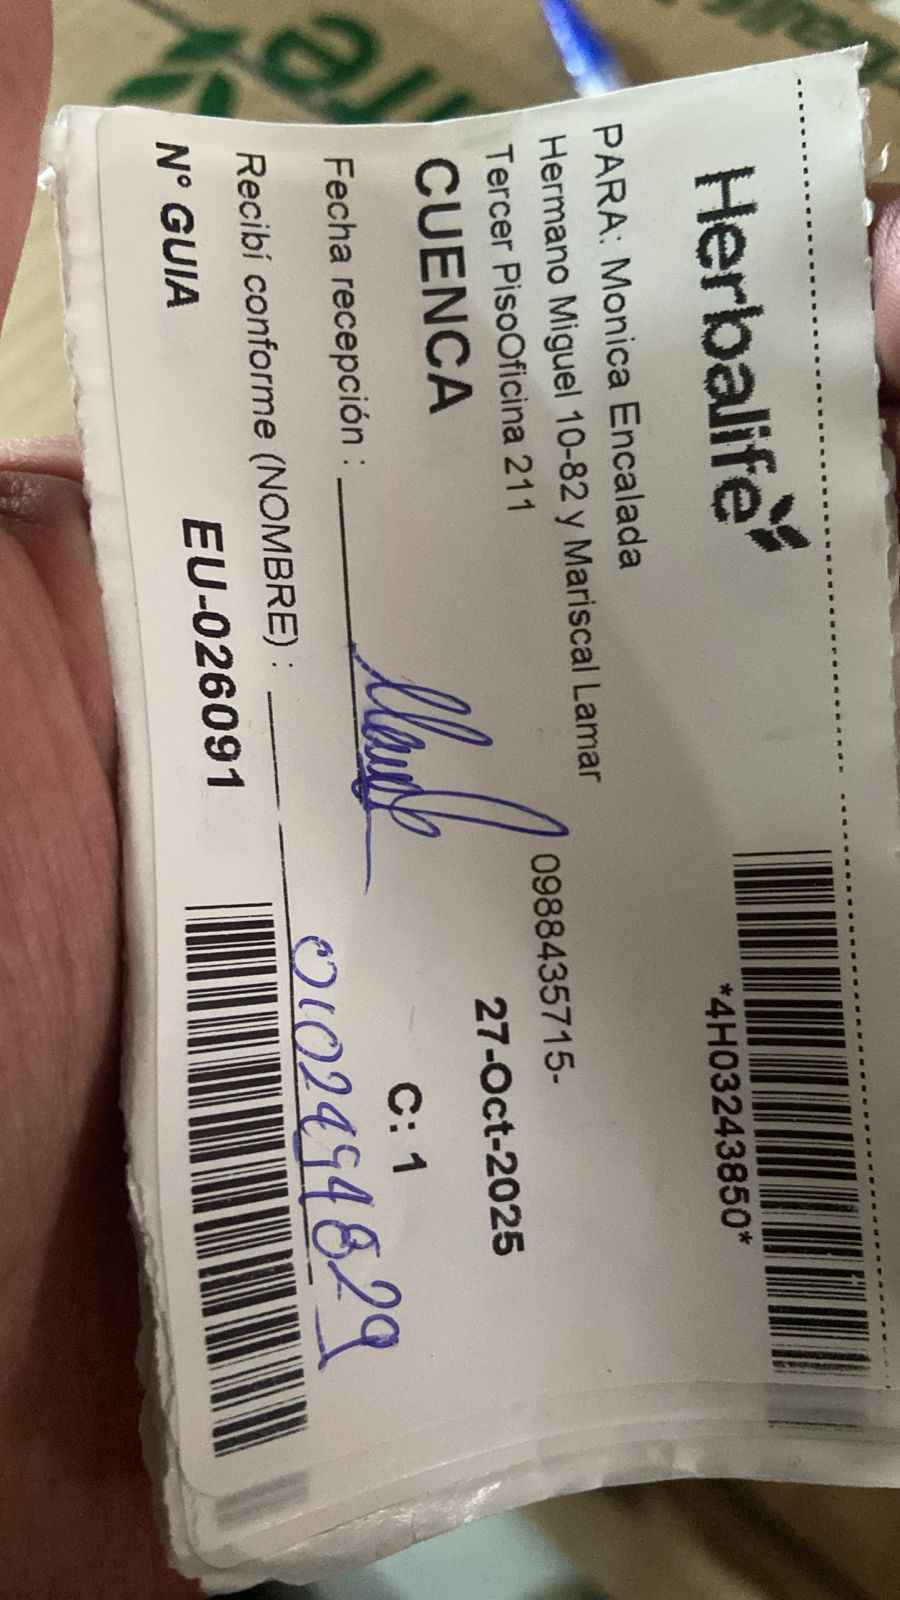 Herbalife
*4H03243850*
PARA: Monica Encalada
Hermano Miguel 10-82 y Mariscal Lamar
0988435715-
Tercer PisoOficina 211
27-Oct-2025
CUENCA
C: 1
Fecha recepción :
Recibí conforme (NOMBRE) :
0102994829
Nº GUIA EU-026091